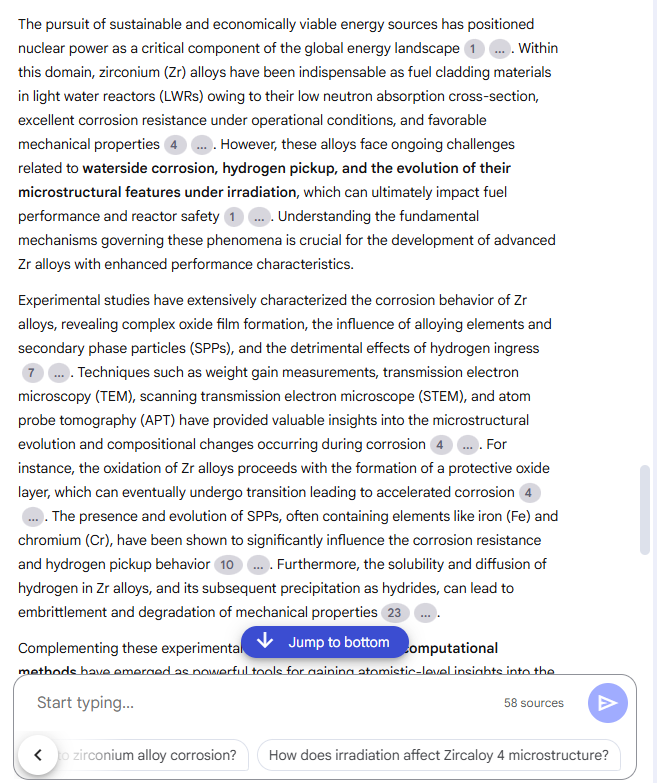 The pursuit of sustainable and economically viable energy sources has positioned
nuclear power as a critical component of the global energy landscape 1 ... . Within
this domain, zirconium (Zr) alloys have been indispensable as fuel cladding materials
in light water reactors (LWRs) owing to their low neutron absorption cross-section,
excellent corrosion resistance under operational conditions, and favorable
mechanical properties 4 ... . However, these alloys face ongoing challenges
related to waterside corrosion, hydrogen pickup, and the evolution of their
microstructural features under irradiation, which can ultimately impact fuel
performance and reactor safety 1 ... . Understanding the fundamental
mechanisms governing these phenomena is crucial for the development of advanced
Zr alloys with enhanced performance characteristics.
Experimental studies have extensively characterized the corrosion behavior of Zr
alloys, revealing complex oxide film formation, the influence of alloying elements and
secondary phase particles (SPPs), and the detrimental effects of hydrogen ingress
7 ... . Techniques such as weight gain measurements, transmission electron
microscopy (TEM), scanning transmission electron microscope (STEM), and atom
probe tomography (APT) have provided valuable insights into the microstructural
evolution and compositional changes occurring during corrosion 4 ... . For
instance, the oxidation of Zr alloys proceeds with the formation of a protective oxide
layer, which can eventually undergo transition leading to accelerated corrosion 4
... . The presence and evolution of SPPs, often containing elements like iron (Fe) and
chromium (Cr), have been shown to significantly influence the corrosion resistance
and hydrogen pickup behavior 10 ... . Furthermore, the solubility and diffusion of
hydrogen in Zr alloys, and its subsequent precipitation as hydrides, can lead to
embrittlement and degradation of mechanical properties 23 ... .
Complementing these experimental computational
Jump to bottom
methods have emerged as powerful tools for gaining atomistic-level insights into the
Start typing...
58 sources
to zirconium alloy corrosion?
How does irradiation affect Zircaloy 4 microstructure?